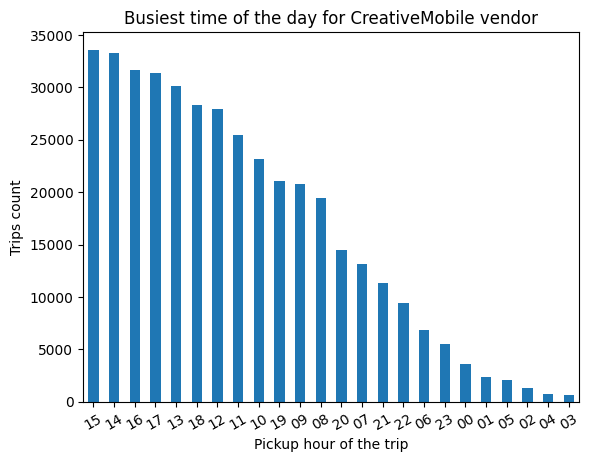 Busiest time of the day for CreativeMobile vendor
35000
30000
25000
20000
15000
10000
5000
0
Trips count
15 14 16 17 13 18 12 11 10 19 09 08 20 07 21 22 06 23 00 01 05 02 04 03
Pickup hour of the trip